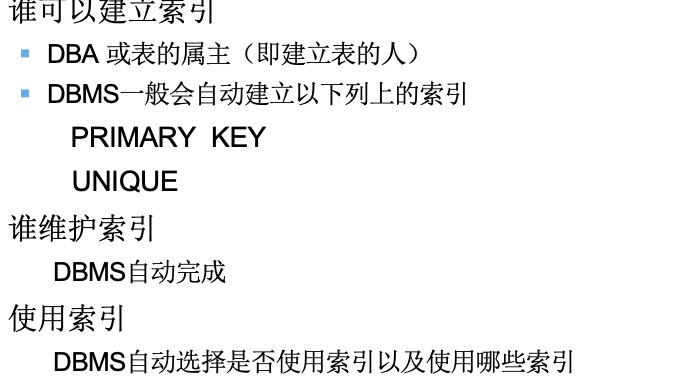 谁可以建立索引
DBA 或表的属主（即建立表的人）
DBMS一般会自动建立以下列上的索引
PRIMARY KEY
UNIQUE
谁维护索引
DBMS自动完成
使用索引
DBMS自动选择是否使用索引以及使用哪些索引